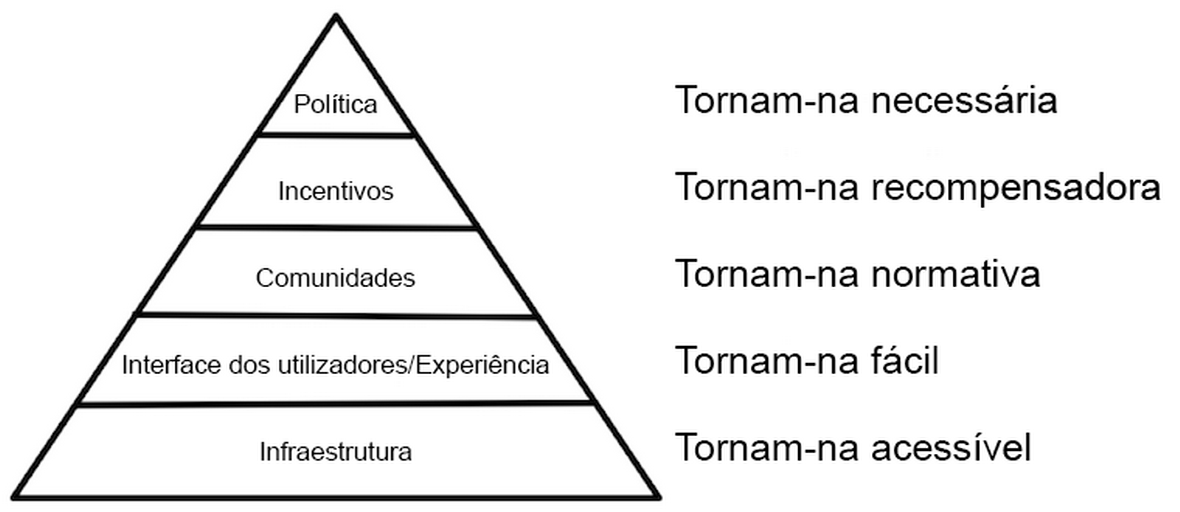 Política
Tornam-na necessária
Incentivos
Tornam-na recompensadora
Comunidades
Tornam-na normativa
Interface dos utilizadores/Experiência
Tornam-na fácil
Infraestrutura
Tornam-na acessível